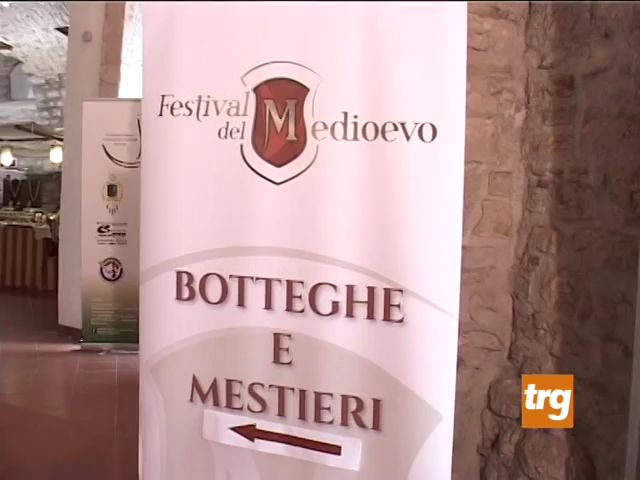 Festival
del Medioevo
BOTTEGHE
E
MESTIERI
trg